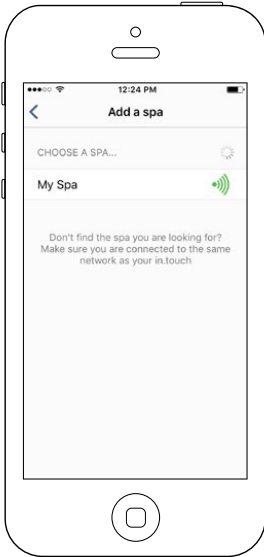 12:24 PM
Add a spa
CHOOSE A SPA...
My Spa
Don't find the spa you are looking for?
Make sure you are connected to the same
network as your in.touch